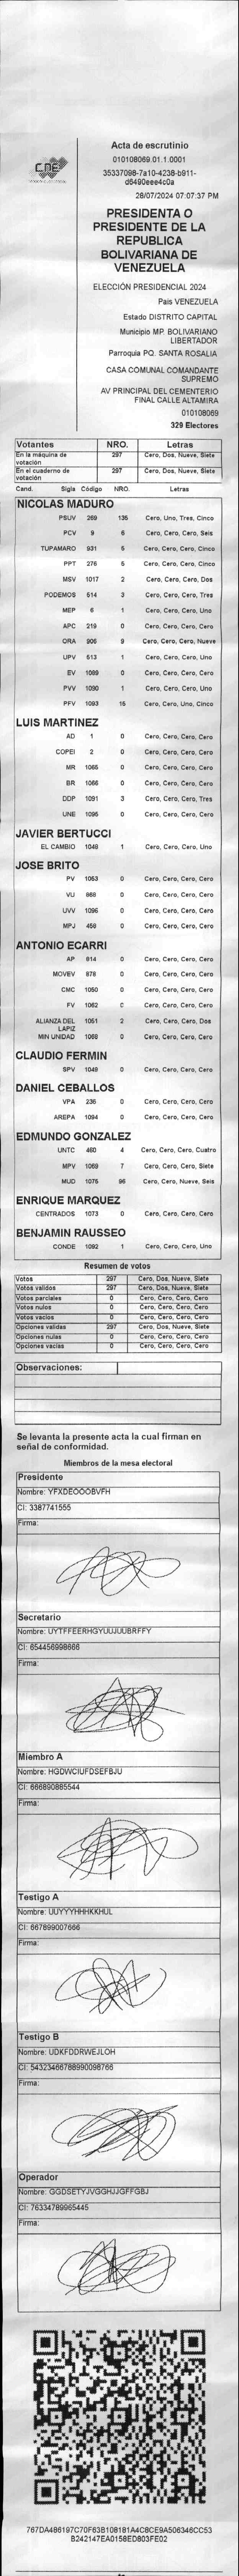 CNE
Acta de escrutinio
010108069.01.1.0001
35337098-7a10-4238-b911-
d6490eee4c0a
28/07/2024 07:07:37 PM
PRESIDENTA O
PRESIDENTE DE LA
REPUBLICA
BOLIVARIANA DE
VENEZUELA
ELECCIÓN PRESIDENCIAL 2024
Pais VENEZUELA
Estado DISTRITO CAPITAL
Municipio MP. BOLIVARIANO
LIBERTADOR
Parroquia PQ. SANTA ROSALIA
CASA COMUNAL COMANDANTE
SUPREMO
AV PRINCIPAL DEL CEMENTERIO
FINAL CALLE ALTAMIRA
010108069
329 Electores
Votantes NRO. Letras
En la máquina de 297 Cero, Dos, Nueve, Siete
votación
En el cuaderno de 297 Cero, Dos, Nueve, Siete
votación
Cand. Sigla Código NRO. Letras
NICOLAS MADURO
PSUV 269 135 Cero, Uno, Tres, Cinco
PCV 9 6 Cero, Cero, Cero, Seis
TUPAMARO 931 5 Cero, Cero, Cero, Cinco
PPT 276 5 Cero, Cero, Cero, Cinco
MSV 1017 2 Cero, Cero, Cero, Dos
PODEMOS 514 3 Cero, Cero, Cero, Tres
MEP 6 1 Cero, Cero, Cero, Uno
APC 219 0 Cero, Cero, Cero, Cero
ORA 906 9 Cero, Cero, Cero, Nueve
UPV 513 1 Cero, Cero, Cero, Uno
EV 1089 0 Cero, Cero, Cero, Cero
PVV 1090 1 Cero, Cero, Cero, Uno
PFV 1093 15 Cero, Cero, Uno, Cinco
LUIS MARTINEZ
AD 1 0 Cero, Cero, Cero, Cero
COPEI 2 0 Cero, Cero, Cero, Cero
MR 1065 0 Cero, Cero, Cero, Cero
BR 1066 0 Cero, Cero, Cero, Cero
DDP 1091 3 Cero, Cero, Cero, Tres
UNE 1095 0 Cero, Cero, Cero, Cero
JAVIER BERTUCCI
EL CAMBIO 1048 1 Cero, Cero, Cero, Uno
JOSE BRITO
PV 1053 0 Cero, Cero, Cero, Cero
VU 868 0 Cero, Cero, Cero, Cero
UVV 1096 0 Cero, Cero, Cero, Cero
MPJ 459 0 Cero, Cero, Cero, Cero
ANTONIO ECARRI
AP 814 0 Cero, Cero, Cero, Cero
MOVEV 878 0 Cero, Cero, Cero, Cero
CMC 1050 0 Cero, Cero, Cero, Cero
FV 1062 0 Cero, Cero, Cero, Cero
ALIANZA DEL 1051 2 Cero, Cero, Cero, Dos
LAPIZ
MIN UNIDAD 1068 0 Cero, Cero, Cero, Cero
CLAUDIO FERMIN
SPV 1049 0 Cero, Cero, Cero, Cero
DANIEL CEBALLOS
VPA 236 0 Cero, Cero, Cero, Cero
AREPA 1094 0 Cero, Cero, Cero, Cero
EDMUNDO GONZALEZ
UNTC 460 4 Cero, Cero, Cero, Cuatro
MPV 1069 7 Cero, Cero, Cero, Siete
MUD 1075 96 Cero, Cero, Nueve, Seis
ENRIQUE MARQUEZ
CENTRADOS 1073 0 Cero, Cero, Cero, Cero
BENJAMIN RAUSSEO
CONDE 1092 1 Cero, Cero, Cero, Uno
Resumen de votos
Votos 297 Cero, Dos, Nueve, Siete
Votos validos 297 Cero, Dos, Nueve, Siete
Votos parciales 0 Cero, Cero, Cero, Cero
Votos nulos 0 Cero, Cero, Cero, Cero
Votos vacios 0 Cero, Cero, Cero, Cero
Opciones validas 297 Cero, Dos, Nueve, Siete
Opciones nulas 0 Cero, Cero, Cero, Cero
Opciones vacias 0 Cero, Cero, Cero, Cero
Observaciones:
Se levanta la presente acta la cual firman en
señal de conformidad.
Miembros de la mesa electoral
Presidente
Nombre: YFXDEOOOBVFH
CI: 3387741555
Firma:
Secretario
Nombre: UYTFFEERHGYUUJUUBRFFY
CI: 654456998666
Firma:
Miembro A
Nombre: HGDWCIUFDSEFBJU
CI: 666890885544
Firma:
Testigo A
Nombre: UUYYYHHHKKHUL
CI: 667899007666
Firma:
Testigo B
Nombre: UDKFDDRWEJLOH
CI: 54323466788990098766
Firma:
Operador
Nombre: GGDSETYJVGGHJJGFFGBJ
CI: 76334789965445
Firma:
767DA486197C70F63B108181A4C8CE9A506346CC53
B242147EA0158ED803FE02